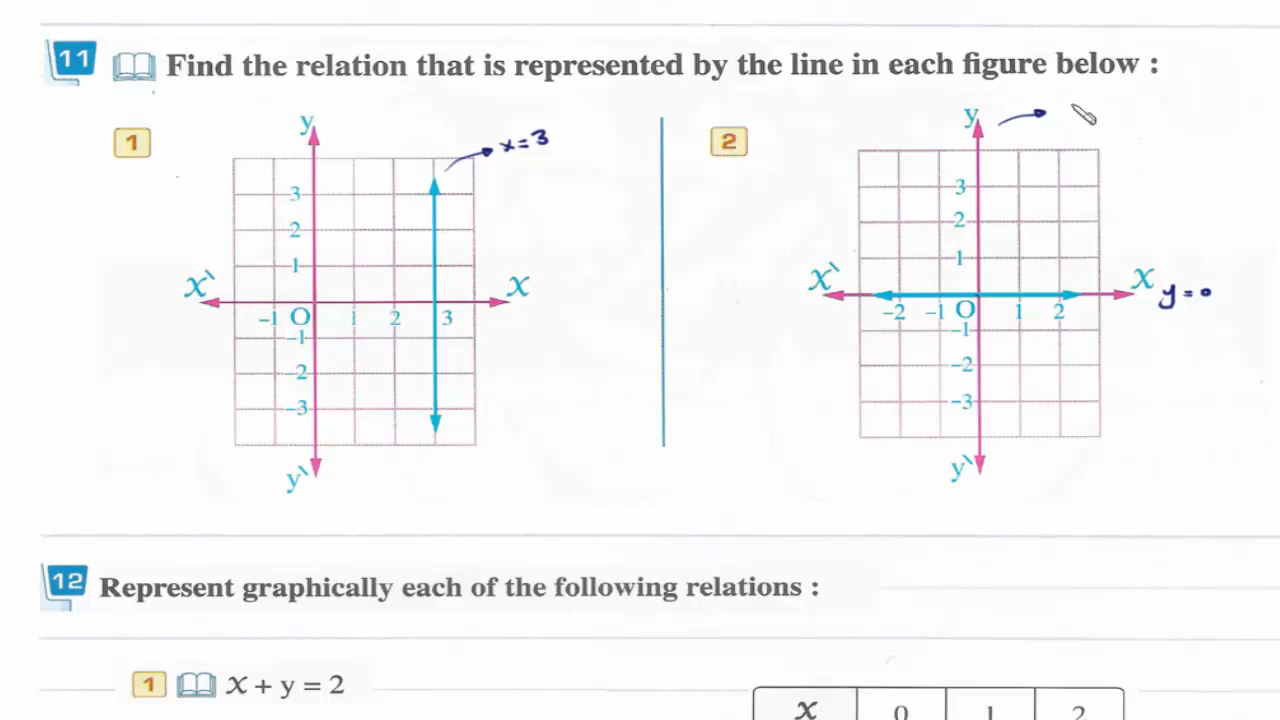 11 Find the relation that is represented by the line in each figure below :
1
y
x=3
3
2
1
x` x
-1 O 1 2 3
-1
-2
-3
y`
2
y
3
2
1
x` x y=0
-2 -1 O 1 2
-1
-2
-3
y`
12 Represent graphically each of the following relations :
1 x + y = 2
x 0 1 2